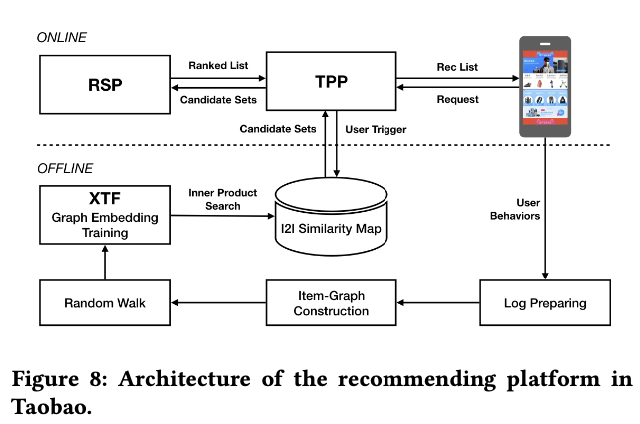 ONLINE
RSP
Ranked List
Candidate Sets
TPP
Rec List
Request
Candidate Sets
User Trigger
OFFLINE
XTF
Graph Embedding
Training
Inner Product
Search
I2I Similarity Map
User
Behaviors
Random Walk
Item-Graph
Construction
Log Preparing
Figure 8: Architecture of the recommending platform in
Taobao.